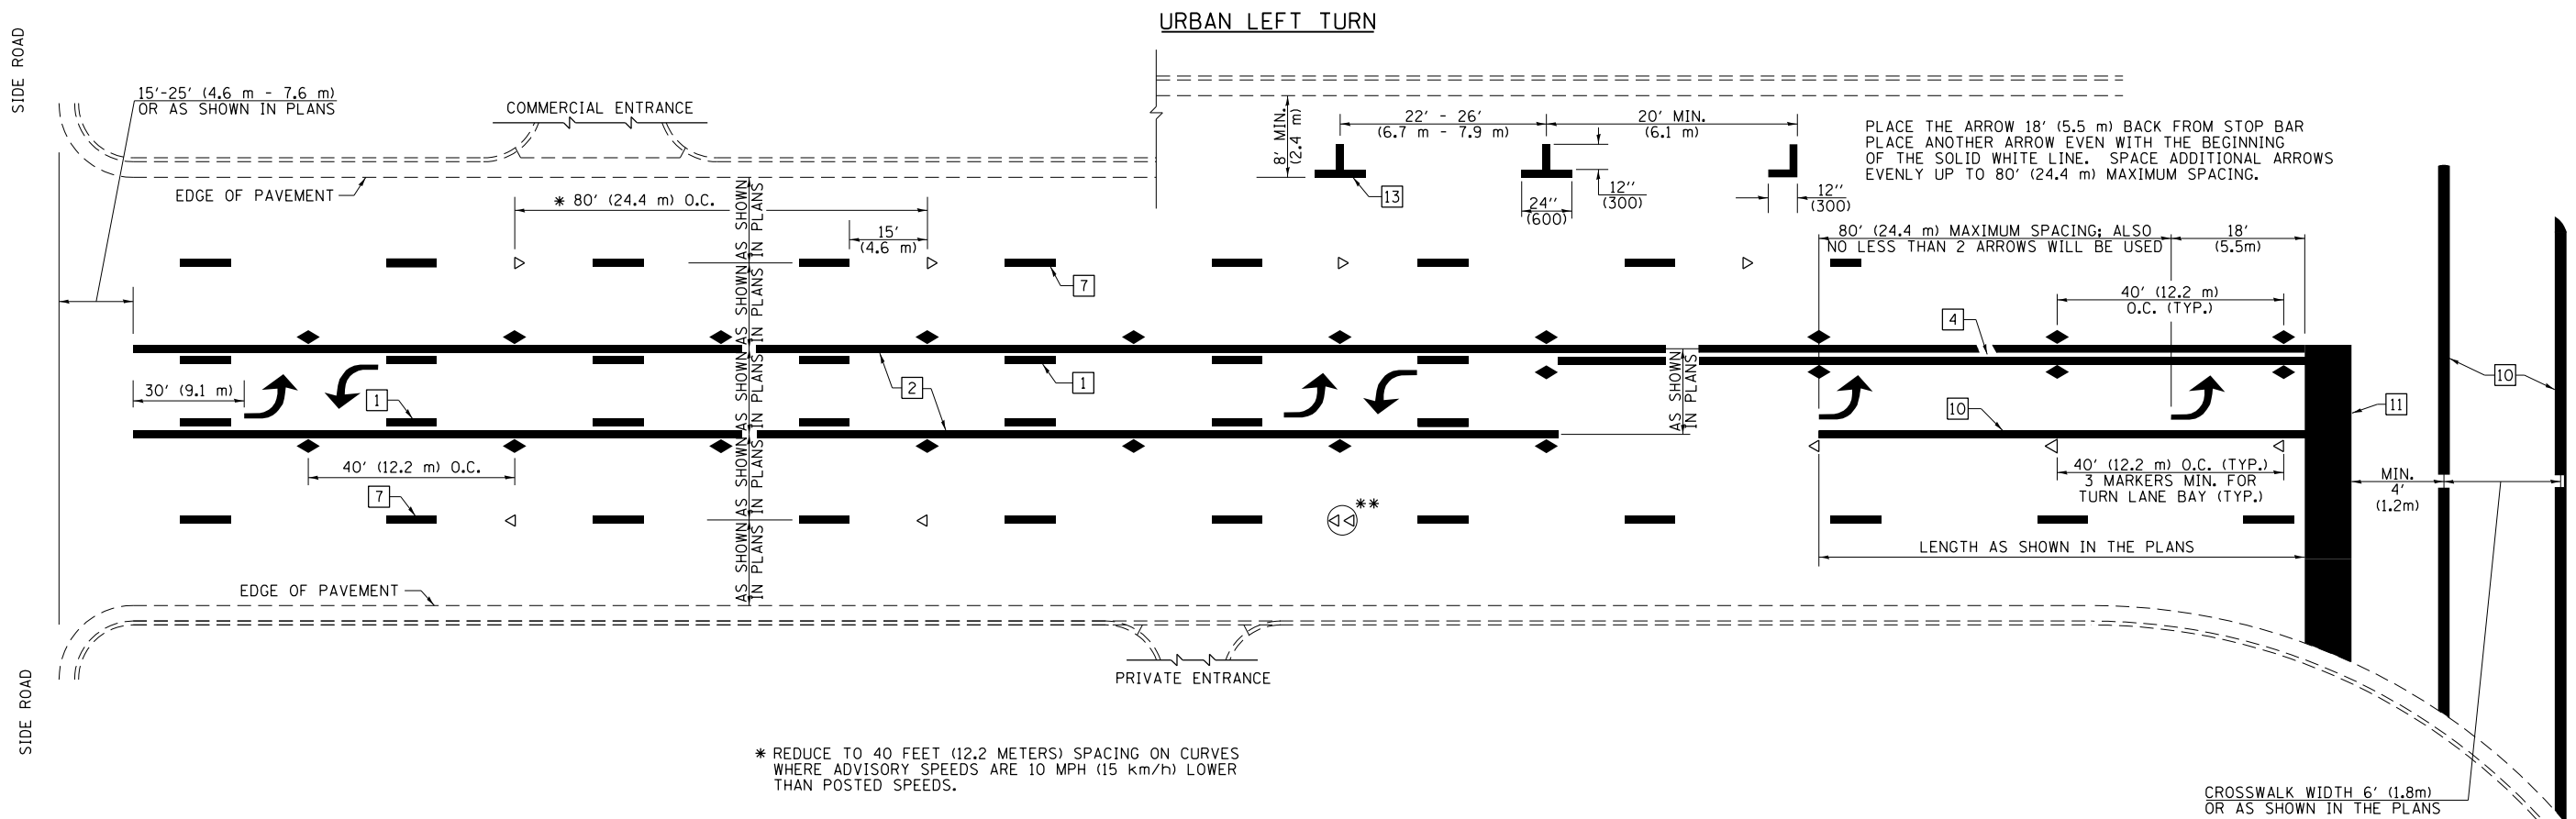 URBAN LEFT TURN
SIDE ROAD
15'-25' (4.6 m - 7.6 m)
OR AS SHOWN IN PLANS
COMMERCIAL ENTRANCE
EDGE OF PAVEMENT
* 80' (24.4 m) O.C.
15'
(4.6 m)
8' MIN.
(2.4 m)
22' - 26'
(6.7 m - 7.9 m)
20' MIN.
(6.1 m)
13
24''
(600)
12''
(300)
12''
(300)
PLACE THE ARROW 18' (5.5 m) BACK FROM STOP BAR
PLACE ANOTHER ARROW EVEN WITH THE BEGINNING
OF THE SOLID WHITE LINE. SPACE ADDITIONAL ARROWS
EVENLY UP TO 80' (24.4 m) MAXIMUM SPACING.
80' (24.4 m) MAXIMUM SPACING; ALSO
NO LESS THAN 2 ARROWS WILL BE USED
18'
(5.5m)
7
40' (12.2 m)
O.C. (TYP.)
4
AS SHOWN
IN PLANS
AS SHOWN
IN PLANS
AS SHOWN
IN PLANS
AS SHOWN
IN PLANS
AS SHOWN
IN PLANS
30' (9.1 m)
1
2
1
AS SHOWN
IN PLANS
10
11
10
40' (12.2 m) O.C.
7
**
40' (12.2 m) O.C. (TYP.)
3 MARKERS MIN. FOR
TURN LANE BAY (TYP.)
MIN.
4'
(1.2m)
LENGTH AS SHOWN IN THE PLANS
EDGE OF PAVEMENT
SIDE ROAD
PRIVATE ENTRANCE
* REDUCE TO 40 FEET (12.2 METERS) SPACING ON CURVES
WHERE ADVISORY SPEEDS ARE 10 MPH (15 km/h) LOWER
THAN POSTED SPEEDS.
CROSSWALK WIDTH 6' (1.8m)
OR AS SHOWN IN THE PLANS